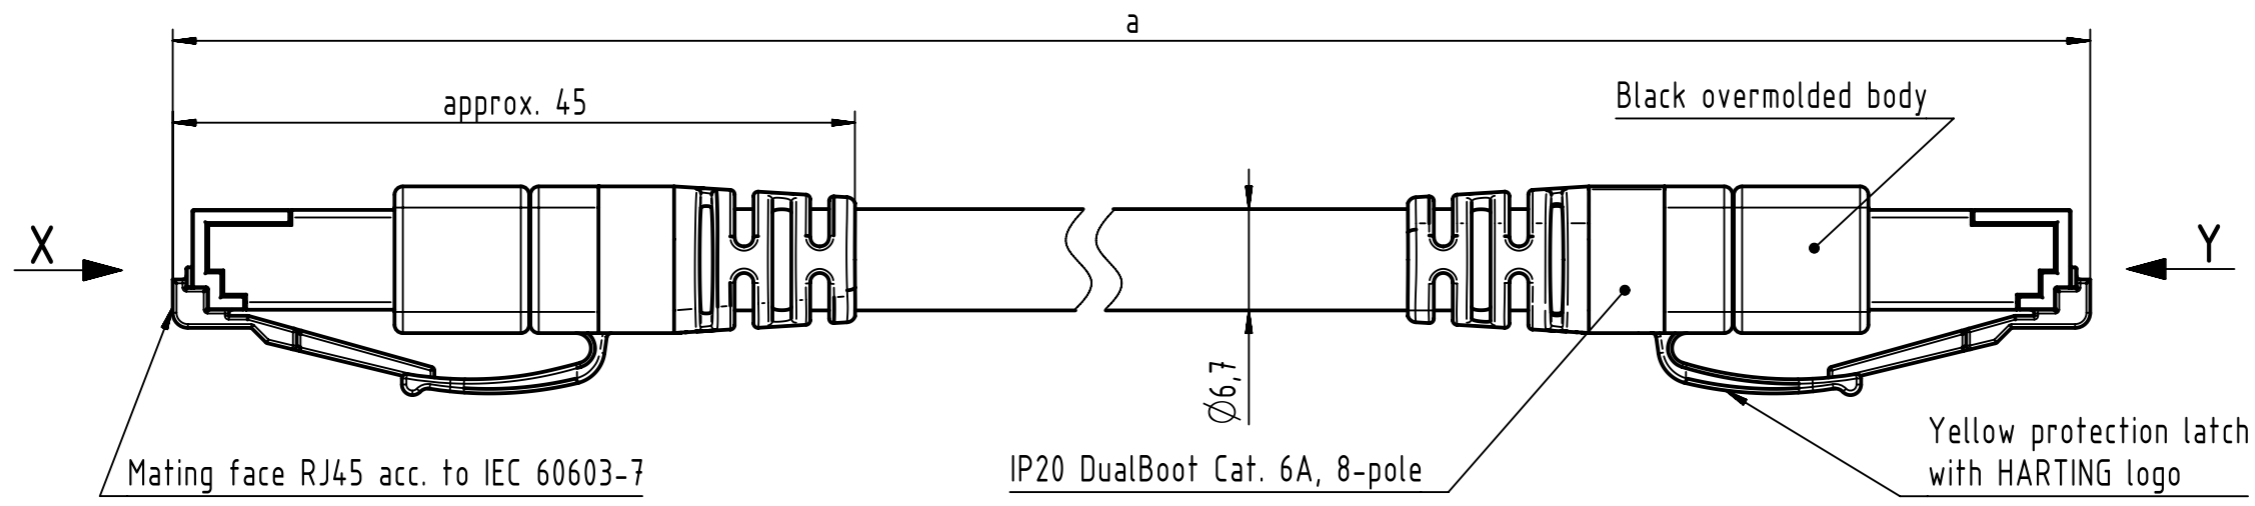 a
approx. 45
Black overmolded body
X
Y
Ø6,7
Mating face RJ45 acc. to IEC 60603-7
IP20 DualBoot Cat. 6A, 8-pole
Yellow protection latch
with HARTING logo